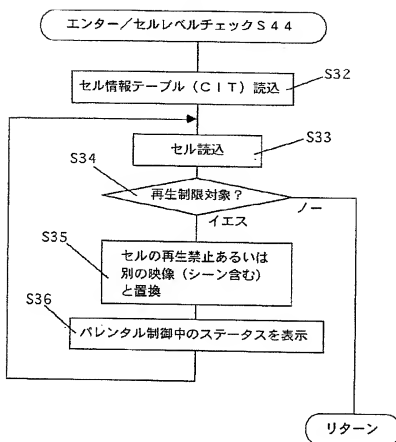 エンター／セルレベルチェックＳ４４
S32
セル情報テーブル（ＣＩＴ）読込
S33
セル読込
S34
再生制限対象？
ノー
イエス
S35
セルの再生禁止あるいは
別の映像（シーン含む）
と置換
S36
パレンタル制御中のステータスを表示
リターン